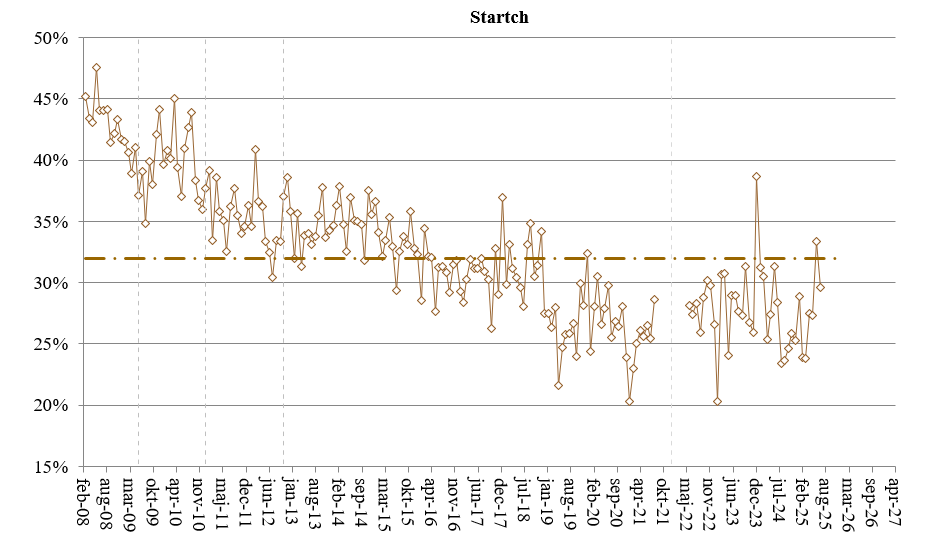 Startch
50%
45%
40%
35%
30%
25%
20%
15%
feb-08
aug-08
mar-09
okt-09
apr-10
nov-10
maj-11
dec-11
jun-12
jan-13
aug-13
feb-14
sep-14
mar-15
okt-15
apr-16
nov-16
jun-17
dec-17
jul-18
jan-19
aug-19
feb-20
sep-20
apr-21
okt-21
maj-22
nov-22
jun-23
dec-23
jul-24
feb-25
aug-25
mar-26
sep-26
apr-27